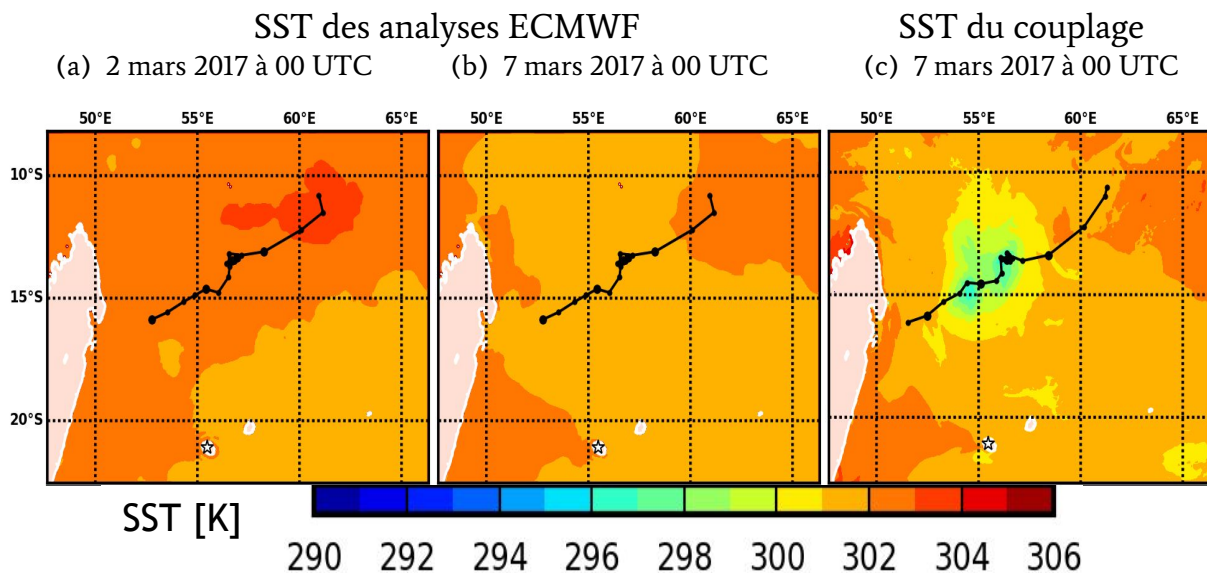 SST des analyses ECMWF SST du couplage
(a) 2 mars 2017 à 00 UTC (b) 7 mars 2017 à 00 UTC (c) 7 mars 2017 à 00 UTC
50°E 55°E 60°E 65°E 50°E 55°E 60°E 65°E 50°E 55°E 60°E 65°E
10°S
15°S
20°S
SST [K]
290 292 294 296 298 300 302 304 306